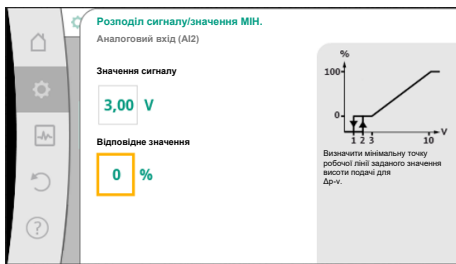 Розподіл сигналу/значення МІН.
Аналоговий вхід (AI2)
Значення сигналу
3,00 V
Відповідне значення
0 %
%
100
0
1 2 3 10 V
Визначити мінімальну точку
робочої лінії заданого значення
висоти подачі для
Δp-v.
?